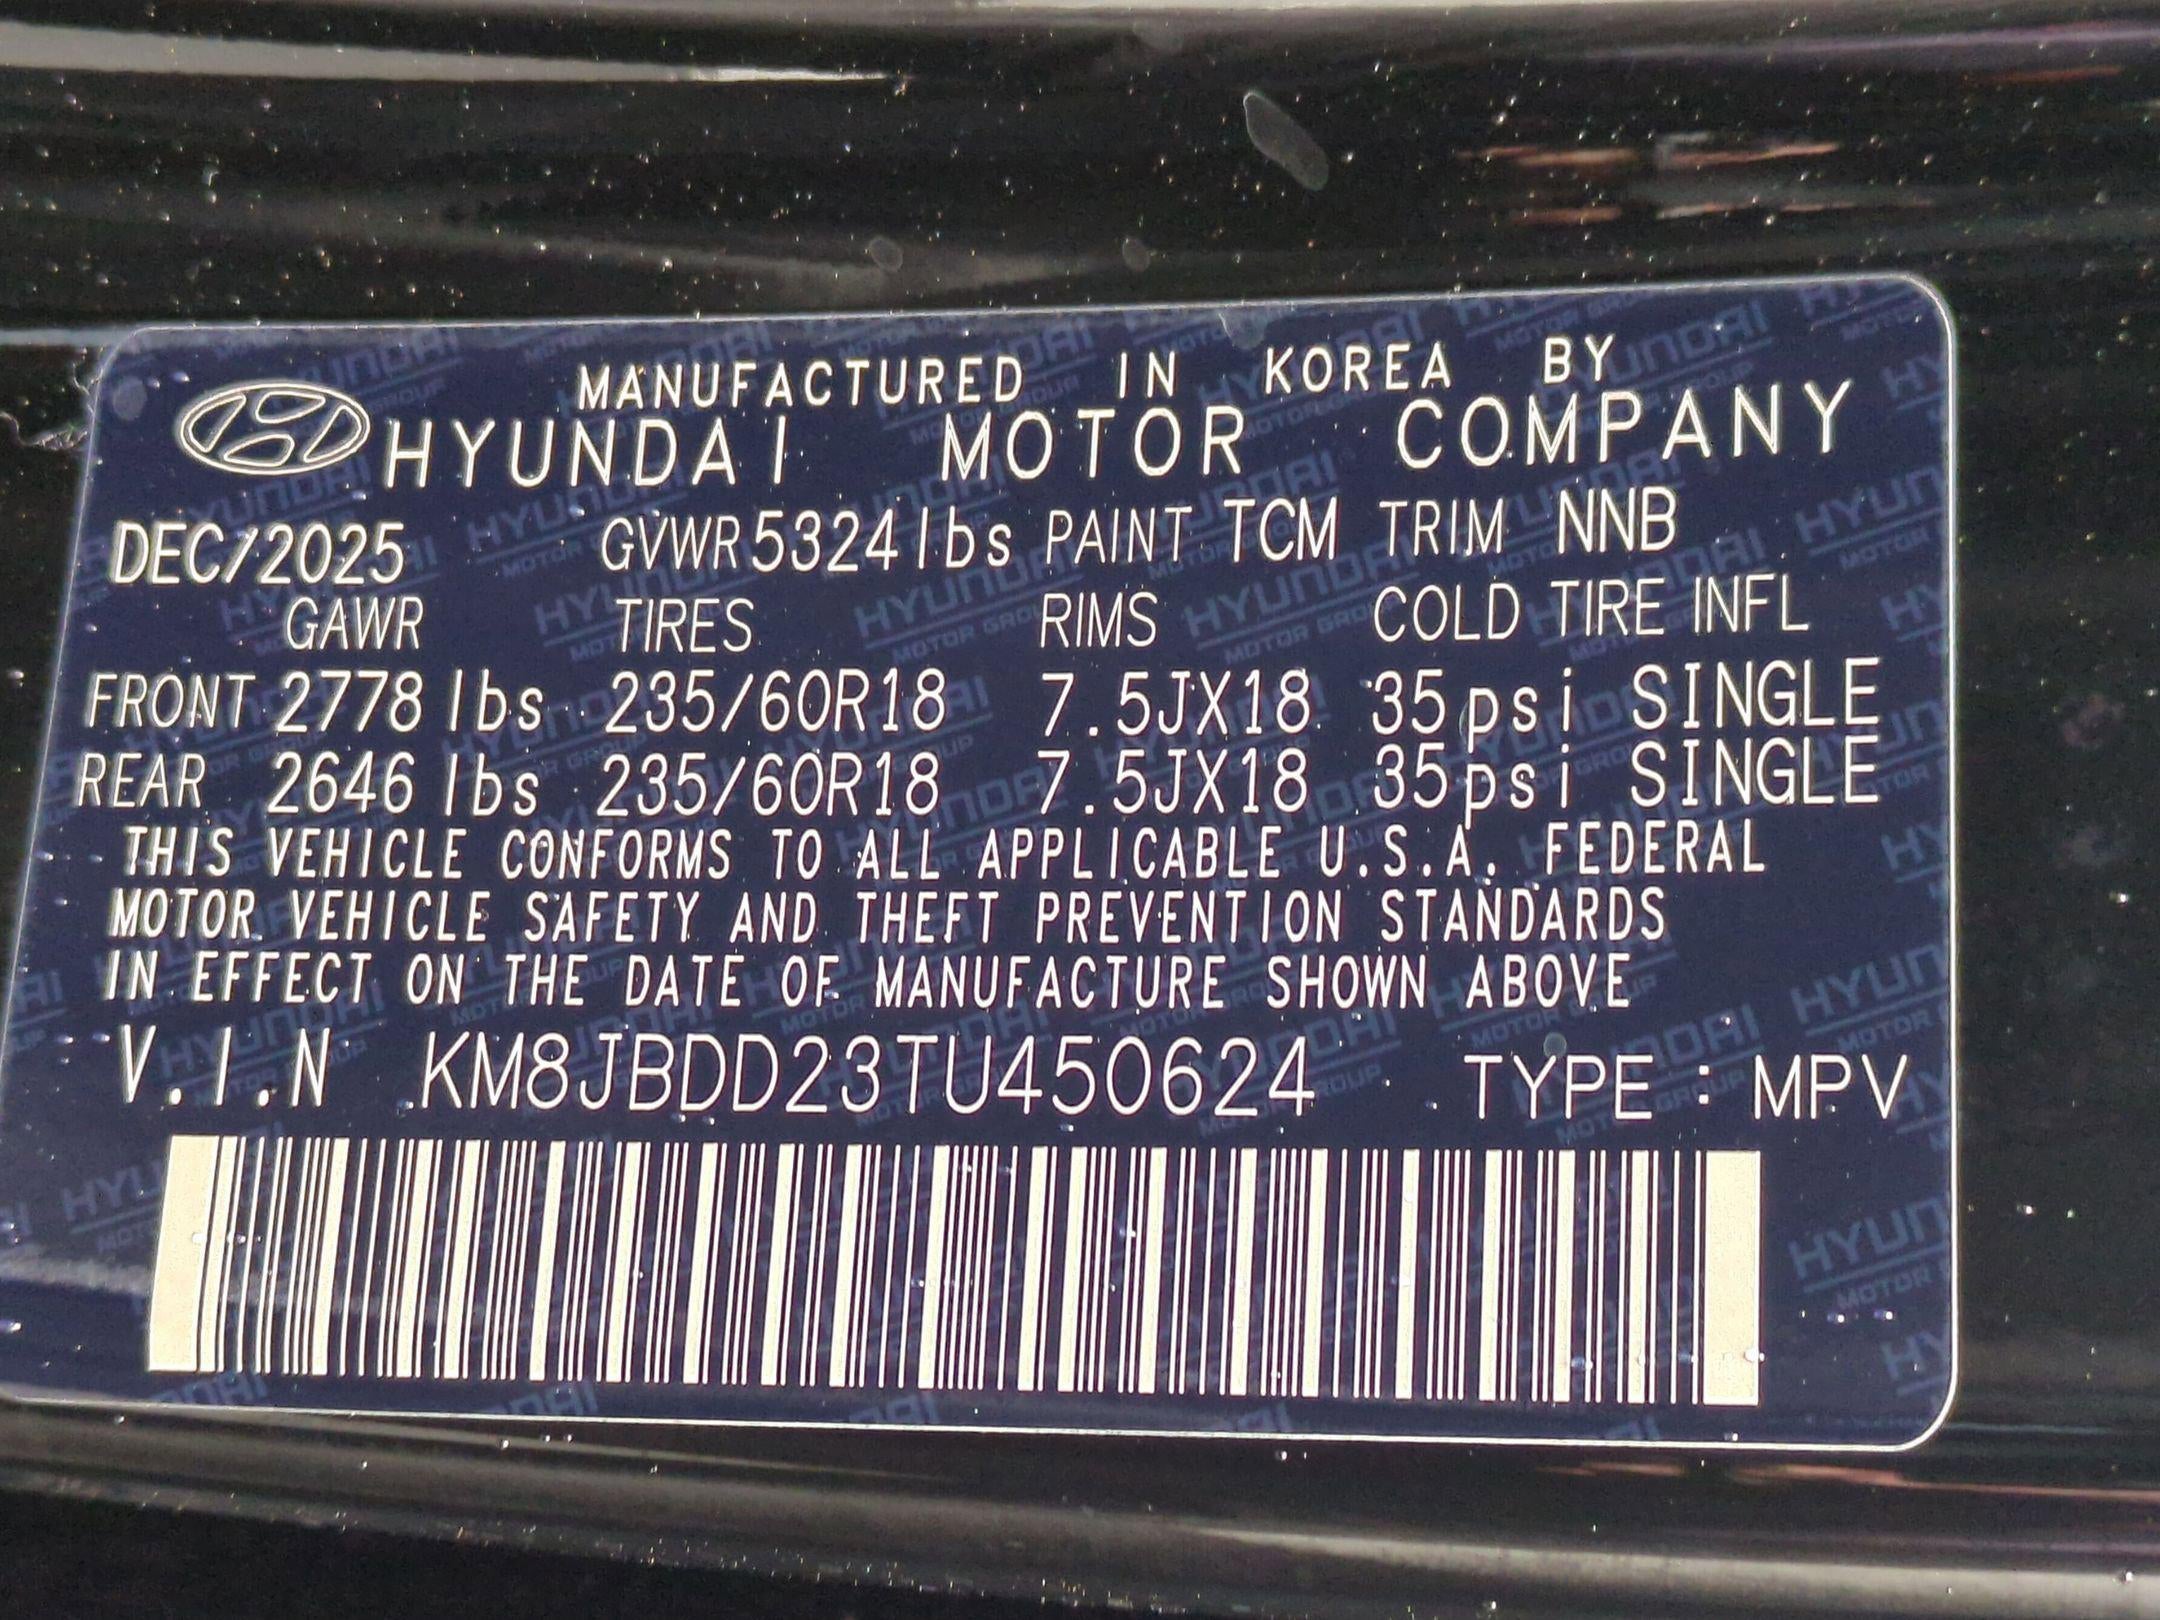 MANUFACTURED IN KOREA BY
HYUNDAI MOTOR COMPANY
DEC/2025 GVWR 5324 lbs PAINT TCM TRIM NNB
GAWR TIRES RIMS COLD TIRE INFL
FRONT 2778 lbs 235/60R18 7.5JX18 35psi SINGLE
REAR 2646 lbs 235/60R18 7.5JX18 35psi SINGLE
THIS VEHICLE CONFORMS TO ALL APPLICABLE U.S.A. FEDERAL
MOTOR VEHICLE SAFETY AND THEFT PREVENTION STANDARDS
IN EFFECT ON THE DATE OF MANUFACTURE SHOWN ABOVE
V.I.N KM8JBDD23TU450624 TYPE : MPV